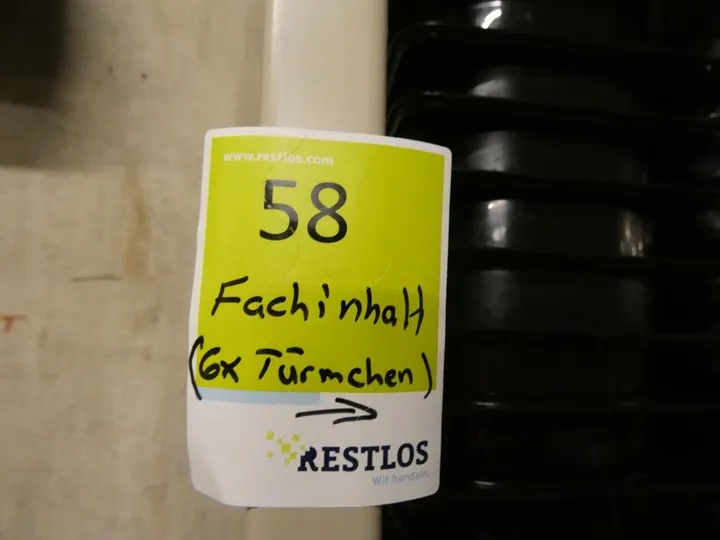 www.restlos.com
58
Fachinhalt
(6x Türmchen)
RESTLOS
Wir handeln.